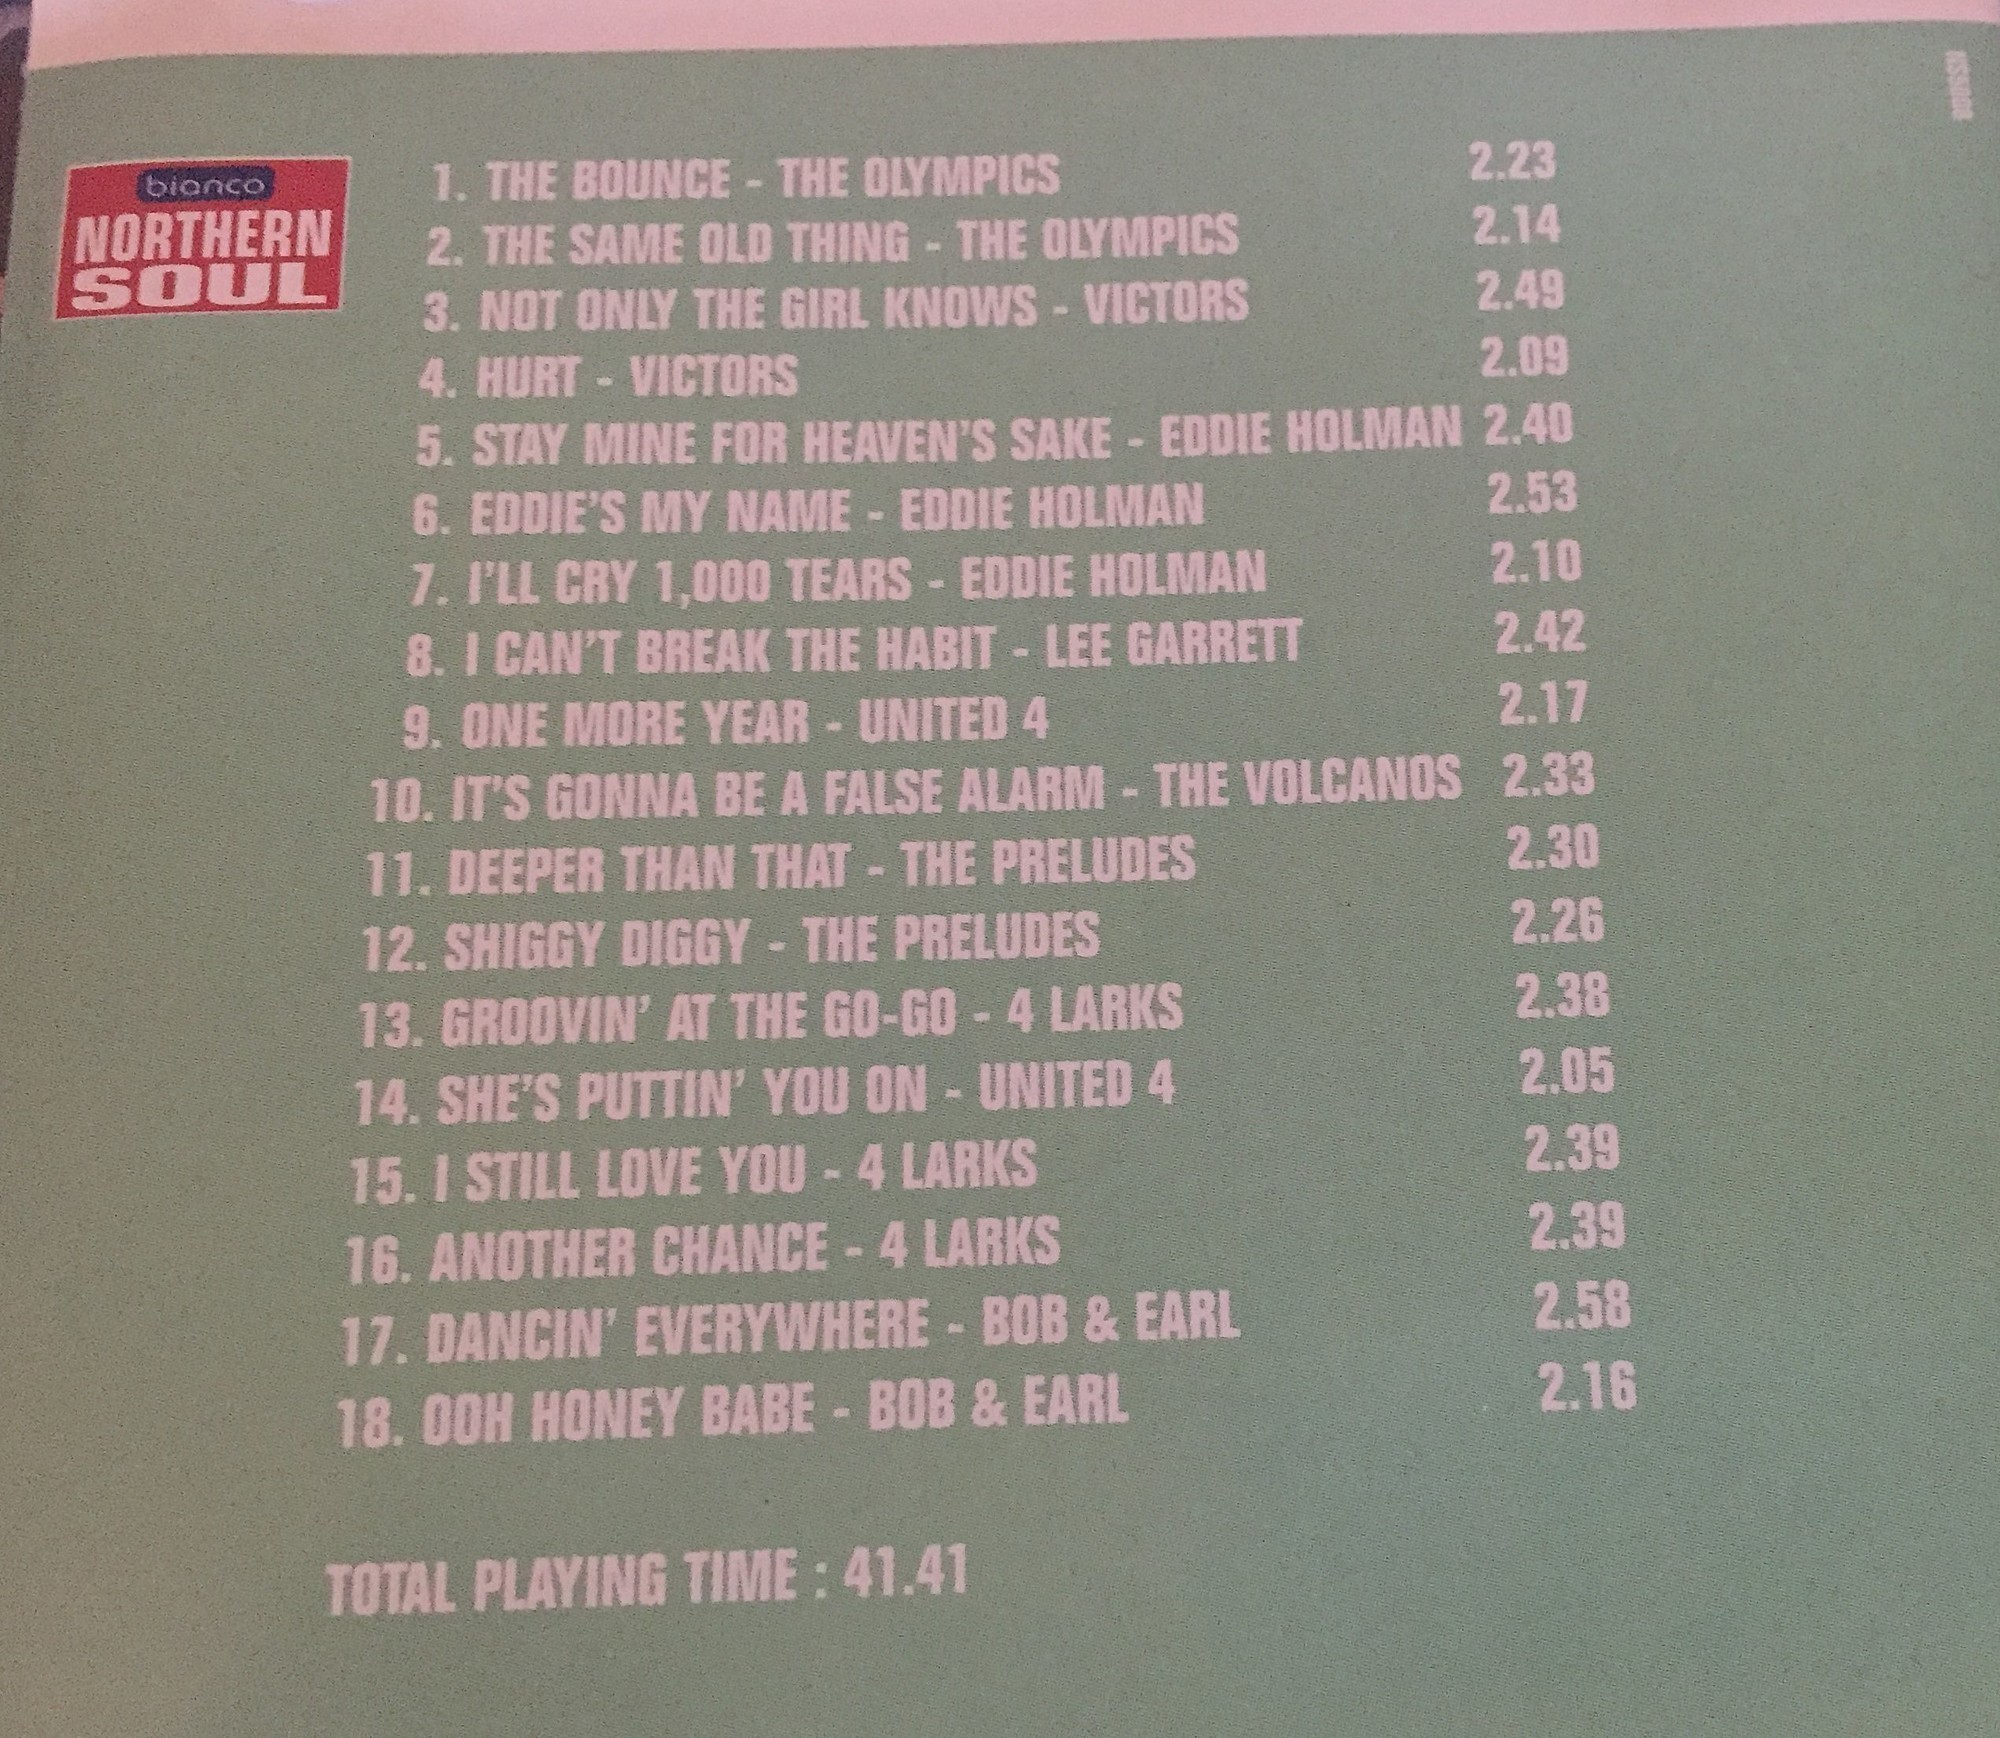 bianco
NORTHERN
SOUL
1. THE BOUNCE - THE OLYMPICS 2.23
2. THE SAME OLD THING - THE OLYMPICS 2.14
3. NOT ONLY THE GIRL KNOWS - VICTORS 2.49
4. HURT - VICTORS 2.09
5. STAY MINE FOR HEAVEN'S SAKE - EDDIE HOLMAN 2.40
6. EDDIE'S MY NAME - EDDIE HOLMAN 2.53
7. I'LL CRY 1,000 TEARS - EDDIE HOLMAN 2.10
8. I CAN'T BREAK THE HABIT - LEE GARRETT 2.42
9. ONE MORE YEAR - UNITED 4 2.17
10. IT'S GONNA BE A FALSE ALARM - THE VOLCANOS 2.33
11. DEEPER THAN THAT - THE PRELUDES 2.30
12. SHIGGY DIGGY - THE PRELUDES 2.26
13. GROOVIN' AT THE GO-GO - 4 LARKS 2.38
14. SHE'S PUTTIN' YOU ON - UNITED 4 2.05
15. I STILL LOVE YOU - 4 LARKS 2.39
16. ANOTHER CHANCE - 4 LARKS 2.39
17. DANCIN' EVERYWHERE - BOB & EARL 2.58
18. OOH HONEY BABE - BOB & EARL 2.16
TOTAL PLAYING TIME : 41.41